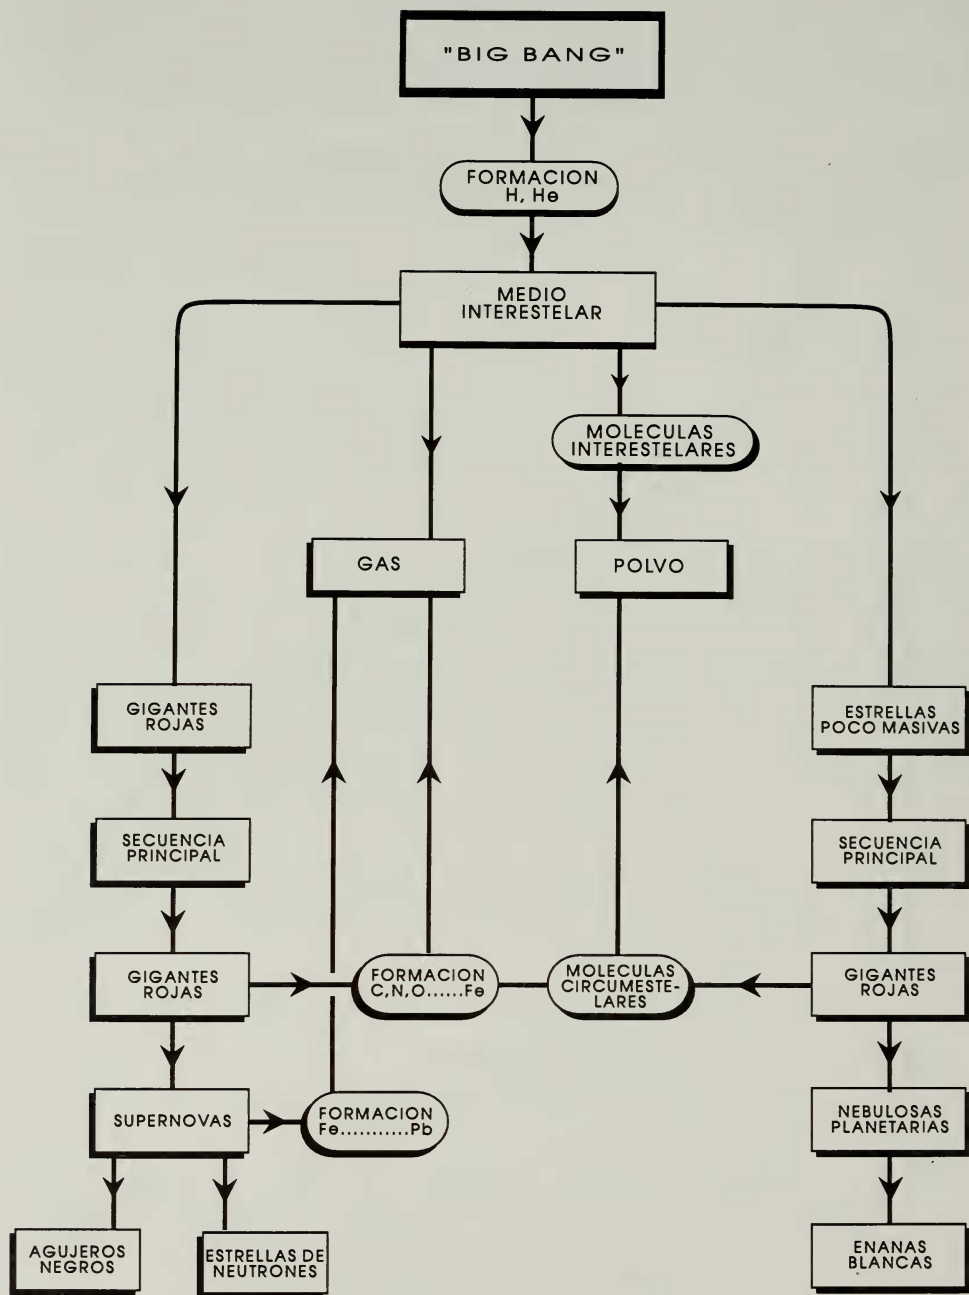 "BIG BANG"
FORMACION
H, He
MEDIO
INTERESTELAR
MOLECULAS
INTERESTELARES
GAS
POLVO
GIGANTES
ROJAS
ESTRELLAS
POCO MASIVAS
SECUENCIA
PRINCIPAL
SECUENCIA
PRINCIPAL
GIGANTES
ROJAS
FORMACION
C,N,O......Fe
MOLECULAS
CIRCUMESTE-
LARES
GIGANTES
ROJAS
SUPERNOVAS
FORMACION
Fe...........Pb
NEBULOSAS
PLANETARIAS
AGUJEROS
NEGROS
ESTRELLAS DE
NEUTRONES
ENANAS
BLANCAS